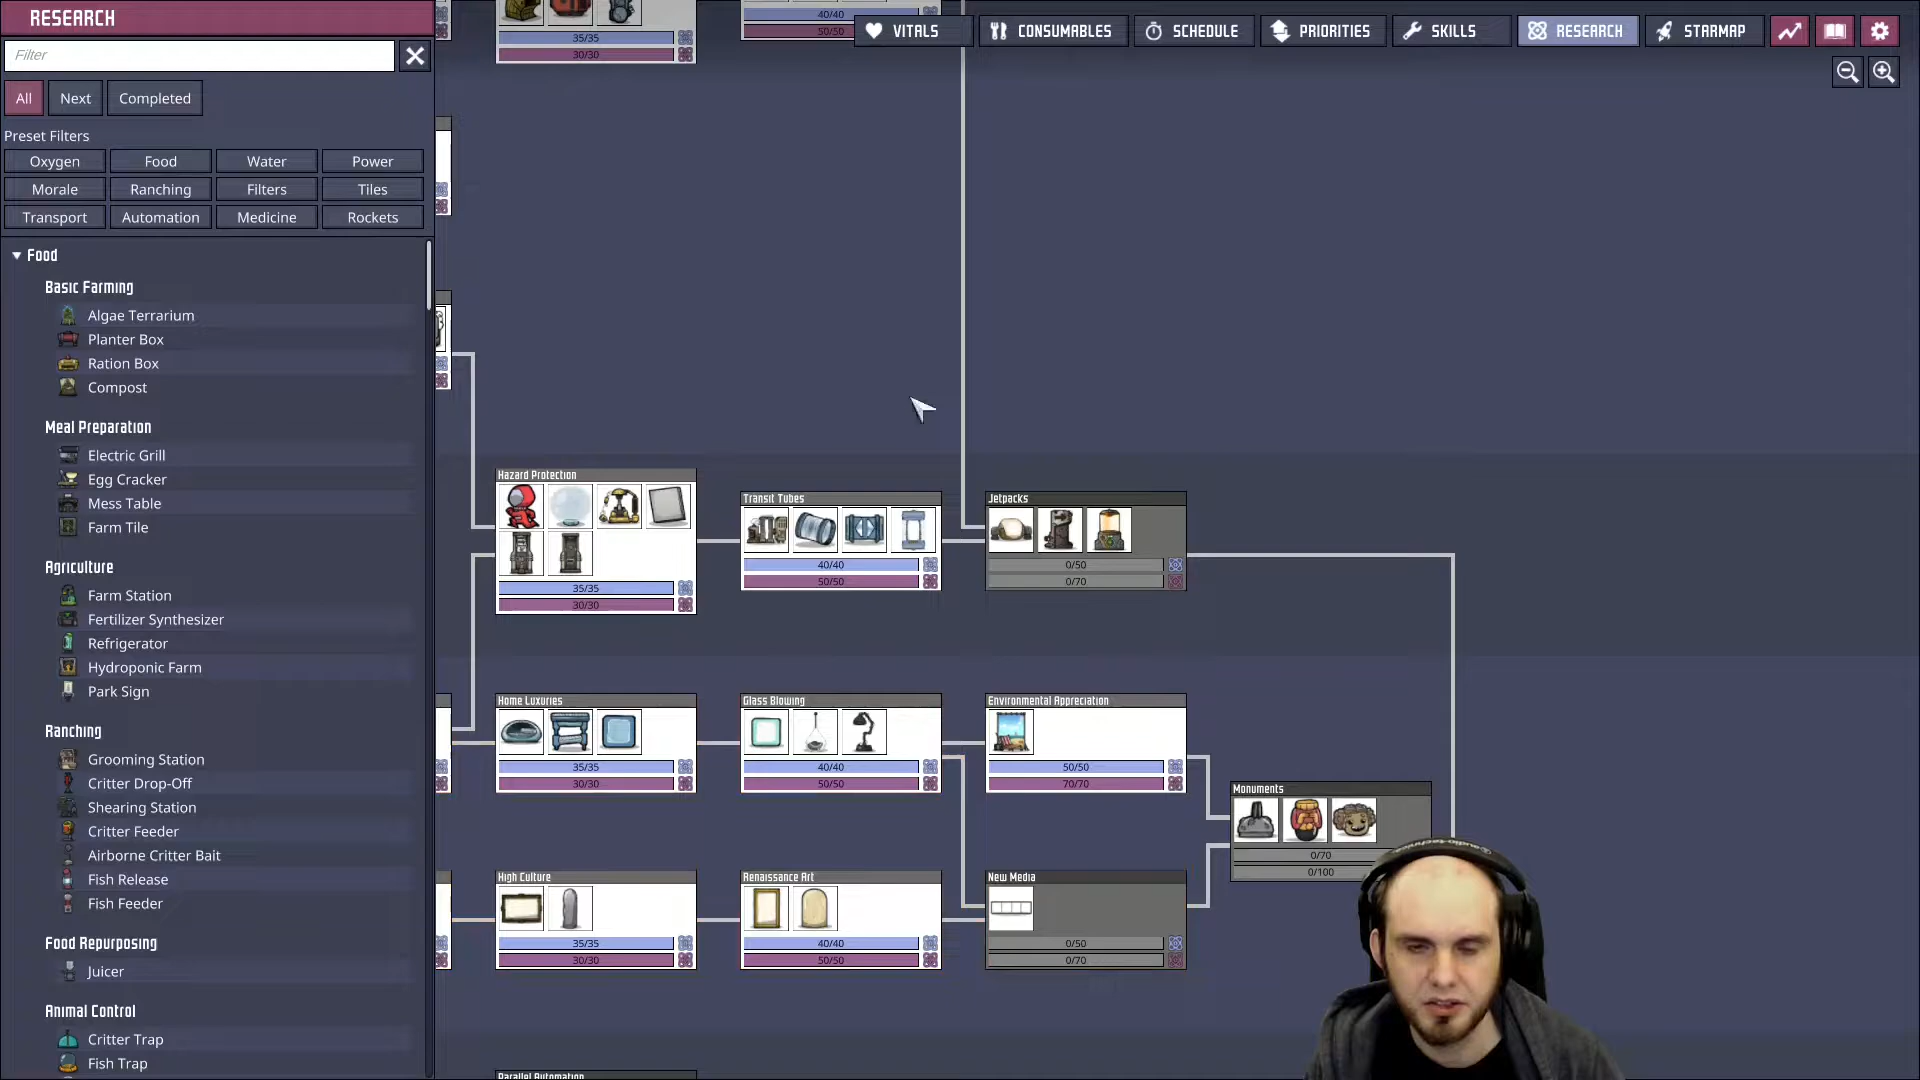 RESEARCH
Filter
All Next Completed
Preset Filters
Oxygen Food Water Power
Morale Ranching Filters Tiles
Transport Automation Medicine Rockets
Food
Basic Farming
Algae Terrarium
Planter Box
Ration Box
Compost
Meal Preparation
Electric Grill
Egg Cracker
Mess Table
Farm Tile
Agriculture
Farm Station
Fertilizer Synthesizer
Refrigerator
Hydroponic Farm
Park Sign
Ranching
Grooming Station
Critter Drop-Off
Shearing Station
Critter Feeder
Airborne Critter Bait
Fish Release
Fish Feeder
Food Repurposing
Juicer
Animal Control
Critter Trap
Fish Trap
VITALS CONSUMABLES SCHEDULE PRIORITIES SKILLS RESEARCH STARMAP
35/35
30/30
40/40
50/50
Hazard Protection
35/35
30/30
Transit Tubes
40/40
50/50
Jetpacks
0/50
0/70
Home Luxuries
35/35
30/30
Glass Blowing
40/40
50/50
Environmental Appreciation
50/50
70/70
Monuments
0/70
0/100
High Culture
35/35
30/30
Renaissance Art
40/40
50/50
New Media
0/50
0/70
Parallel Automation